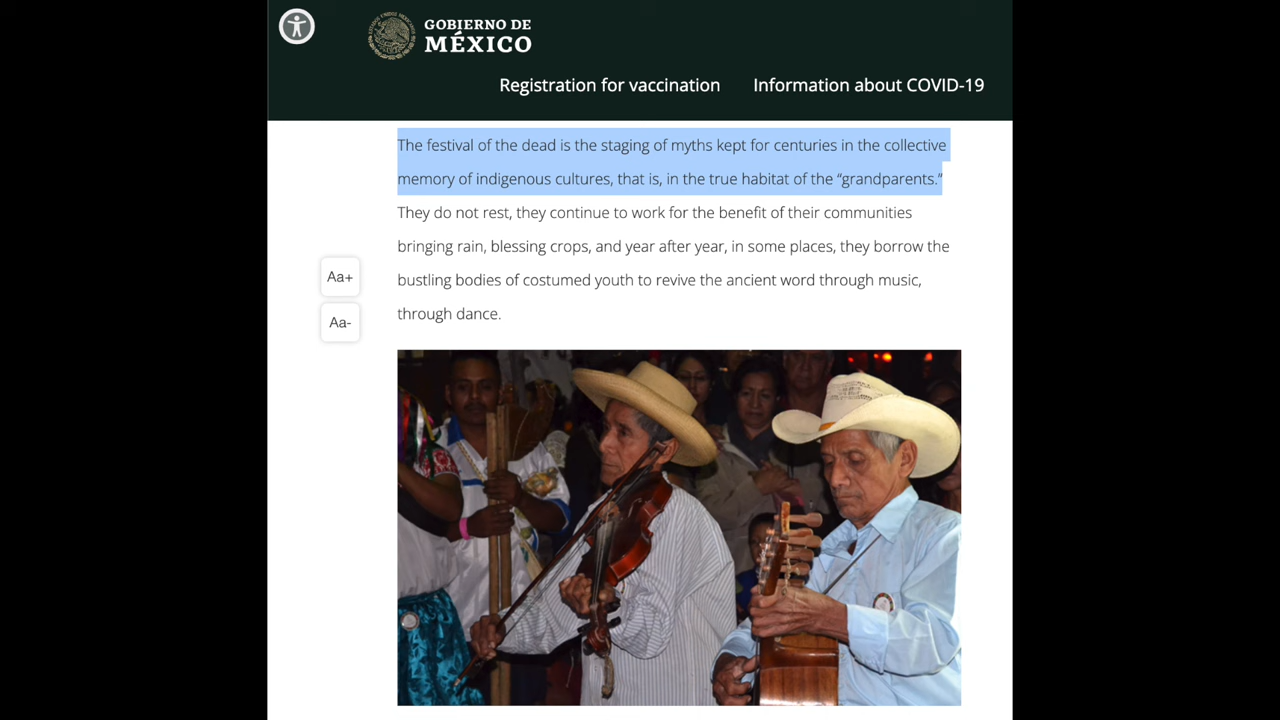 GOBIERNO DE
MÉXICO
Registration for vaccination
Information about COVID-19
The festival of the dead is the staging of myths kept for centuries in the collective
memory of indigenous cultures, that is, in the true habitat of the “grandparents.”
They do not rest, they continue to work for the benefit of their communities
bringing rain, blessing crops, and year after year, in some places, they borrow the
bustling bodies of costumed youth to revive the ancient word through music,
through dance.
Aa+
Aa-